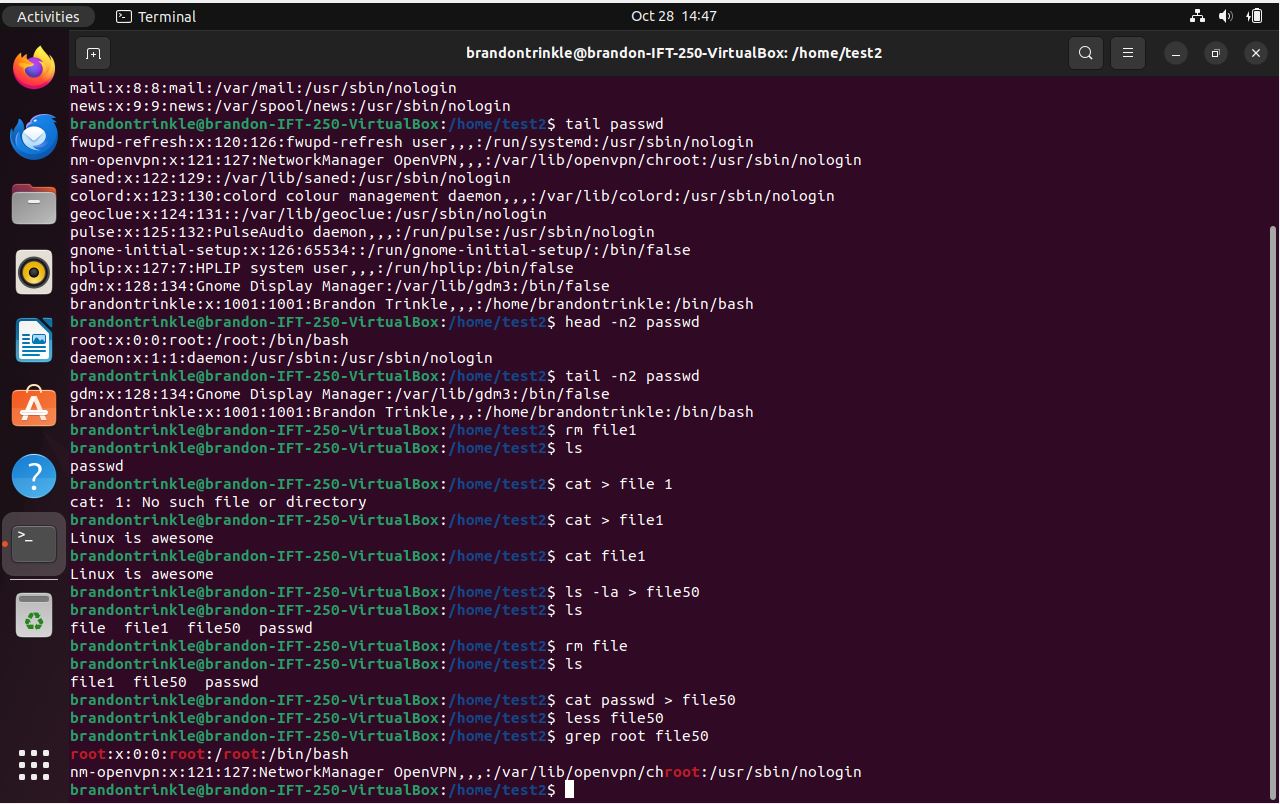 Activities
Terminal
Oct 28 14:47
brandontrinkle@brandon-IFT-250-VirtualBox: /home/test2
mail:x:8:8:mail:/var/mail:/usr/sbin/nologin
news:x:9:9:news:/var/spool/news:/usr/sbin/nologin
brandontrinkle@brandon-IFT-250-VirtualBox:/home/test2$ tail passwd
fwupd-refresh:x:120:126:fwupd-refresh user,,,:/run/systemd:/usr/sbin/nologin
nm-openvpn:x:121:127:NetworkManager OpenVPN,,,:/var/lib/openvpn/chroot:/usr/sbin/nologin
saned:x:122:129::/var/lib/saned:/usr/sbin/nologin
colord:x:123:130:colord colour management daemon,,,:/var/lib/colord:/usr/sbin/nologin
geoclue:x:124:131::/var/lib/geoclue:/usr/sbin/nologin
pulse:x:125:132:PulseAudio daemon,,,:/run/pulse:/usr/sbin/nologin
gnome-initial-setup:x:126:65534::/run/gnome-initial-setup/:/bin/false
hplip:x:127:7:HPLIP system user,,,:/run/hplip:/bin/false
gdm:x:128:134:Gnome Display Manager:/var/lib/gdm3:/bin/false
brandontrinkle:x:1001:1001:Brandon Trinkle,,,:/home/brandontrinkle:/bin/bash
brandontrinkle@brandon-IFT-250-VirtualBox:/home/test2$ head -n2 passwd
root:x:0:0:root:/root:/bin/bash
daemon:x:1:1:daemon:/usr/sbin:/usr/sbin/nologin
brandontrinkle@brandon-IFT-250-VirtualBox:/home/test2$ tail -n2 passwd
gdm:x:128:134:Gnome Display Manager:/var/lib/gdm3:/bin/false
brandontrinkle:x:1001:1001:Brandon Trinkle,,,:/home/brandontrinkle:/bin/bash
brandontrinkle@brandon-IFT-250-VirtualBox:/home/test2$ rm file1
brandontrinkle@brandon-IFT-250-VirtualBox:/home/test2$ ls
passwd
brandontrinkle@brandon-IFT-250-VirtualBox:/home/test2$ cat > file 1
cat: 1: No such file or directory
brandontrinkle@brandon-IFT-250-VirtualBox:/home/test2$ cat > file1
Linux is awesome
brandontrinkle@brandon-IFT-250-VirtualBox:/home/test2$ cat file1
Linux is awesome
brandontrinkle@brandon-IFT-250-VirtualBox:/home/test2$ ls -la > file50
brandontrinkle@brandon-IFT-250-VirtualBox:/home/test2$ ls
file  file1  file50  passwd
brandontrinkle@brandon-IFT-250-VirtualBox:/home/test2$ rm file
brandontrinkle@brandon-IFT-250-VirtualBox:/home/test2$ ls
file1  file50  passwd
brandontrinkle@brandon-IFT-250-VirtualBox:/home/test2$ cat passwd > file50
brandontrinkle@brandon-IFT-250-VirtualBox:/home/test2$ less file50
brandontrinkle@brandon-IFT-250-VirtualBox:/home/test2$ grep root file50
root:x:0:0:root:/root:/bin/bash
nm-openvpn:x:121:127:NetworkManager OpenVPN,,,:/var/lib/openvpn/chroot:/usr/sbin/nologin
brandontrinkle@brandon-IFT-250-VirtualBox:/home/test2$